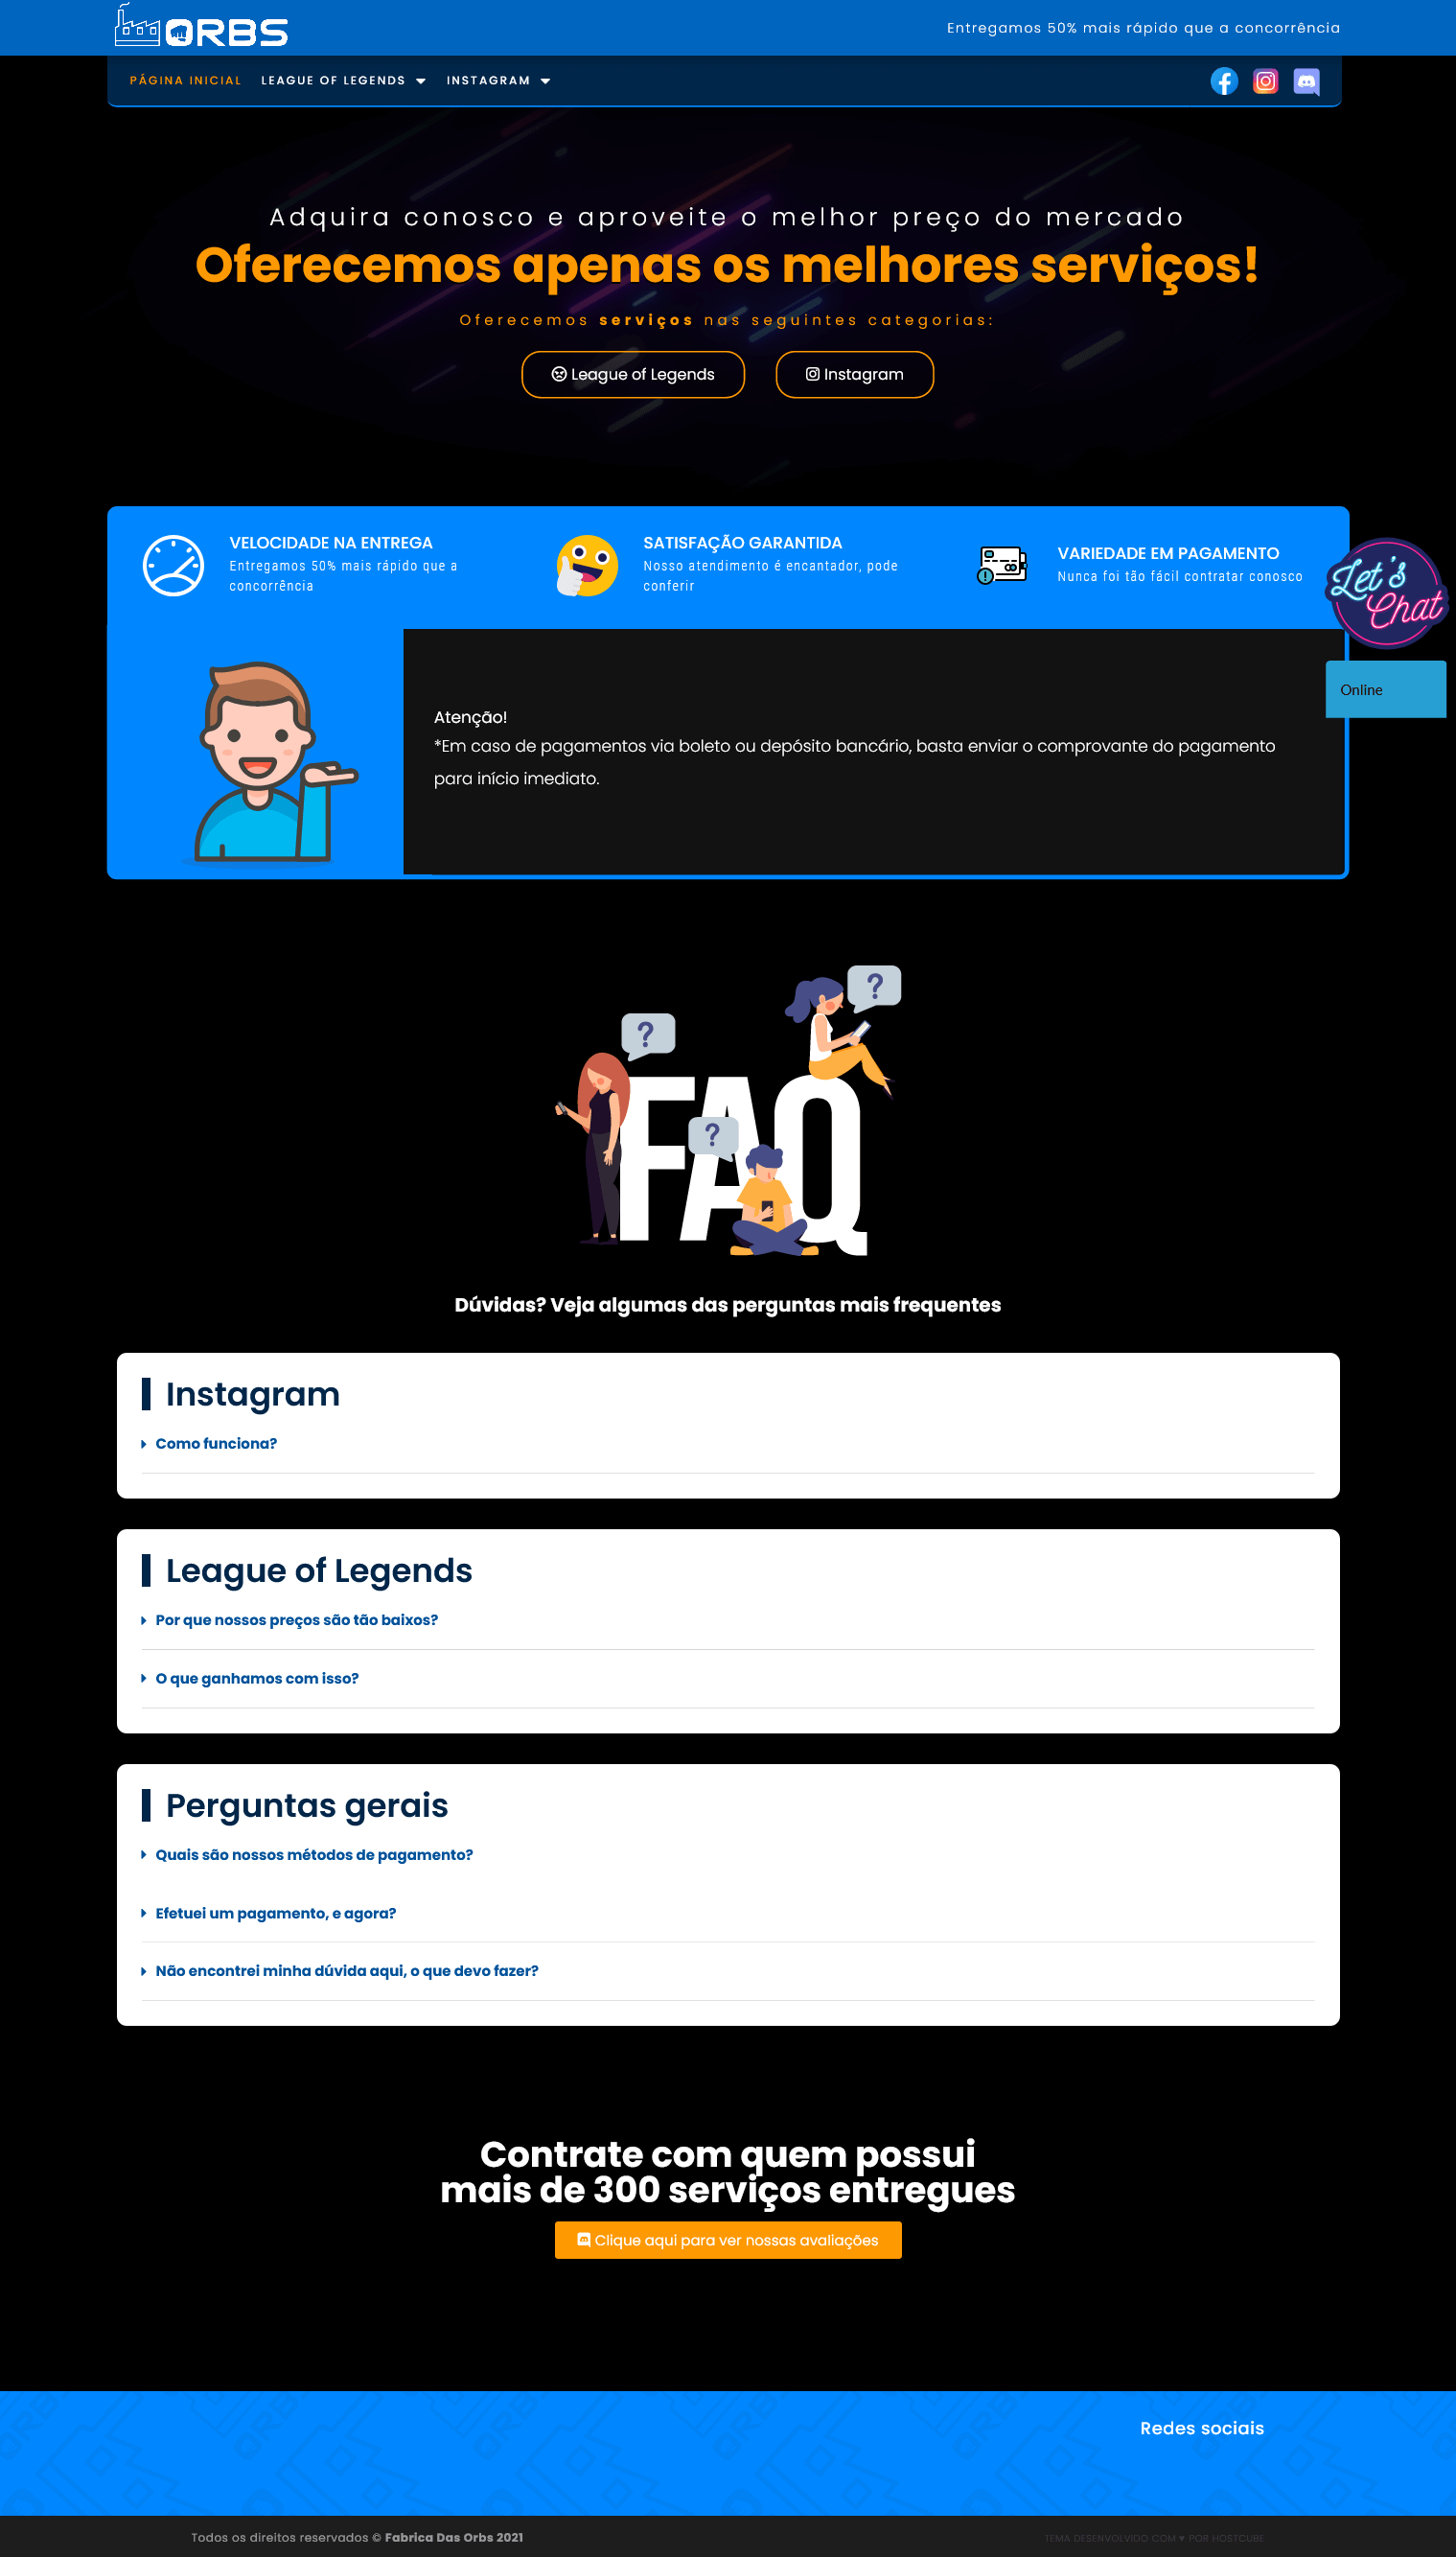 ORBS
Entregamos 50% mais rápido que a concorrência
PÁGINA INICIAL
LEAGUE OF LEGENDS
INSTAGRAM
Adquira conosco e aproveite o melhor preço do mercado
Oferecemos apenas os melhores serviços!
Oferecemos serviços nas seguintes categorias:
League of Legends
Instagram
VELOCIDADE NA ENTREGA
Entregamos 50% mais rápido que a
concorrência
SATISFAÇÃO GARANTIDA
Nosso atendimento é encantador, pode
conferir
VARIEDADE EM PAGAMENTO
Nunca foi tão fácil contratar conosco
Let's
Chat
Online
Atenção!
*Em caso de pagamentos via boleto ou depósito bancário, basta enviar o comprovante do pagamento
para início imediato.
?
?
?
FAQ
Dúvidas? Veja algumas das perguntas mais frequentes
Instagram
Como funciona?
League of Legends
Por que nossos preços são tão baixos?
O que ganhamos com isso?
Perguntas gerais
Quais são nossos métodos de pagamento?
Efetuei um pagamento, e agora?
Não encontrei minha dúvida aqui, o que devo fazer?
Contrate com quem possui
mais de 300 serviços entregues
Clique aqui para ver nossas avaliações
Redes sociais
Todos os direitos reservados © Fabrica Das Orbs 2021
TEMA DESENVOLVIDO COM ♥ POR HOSTCUBE